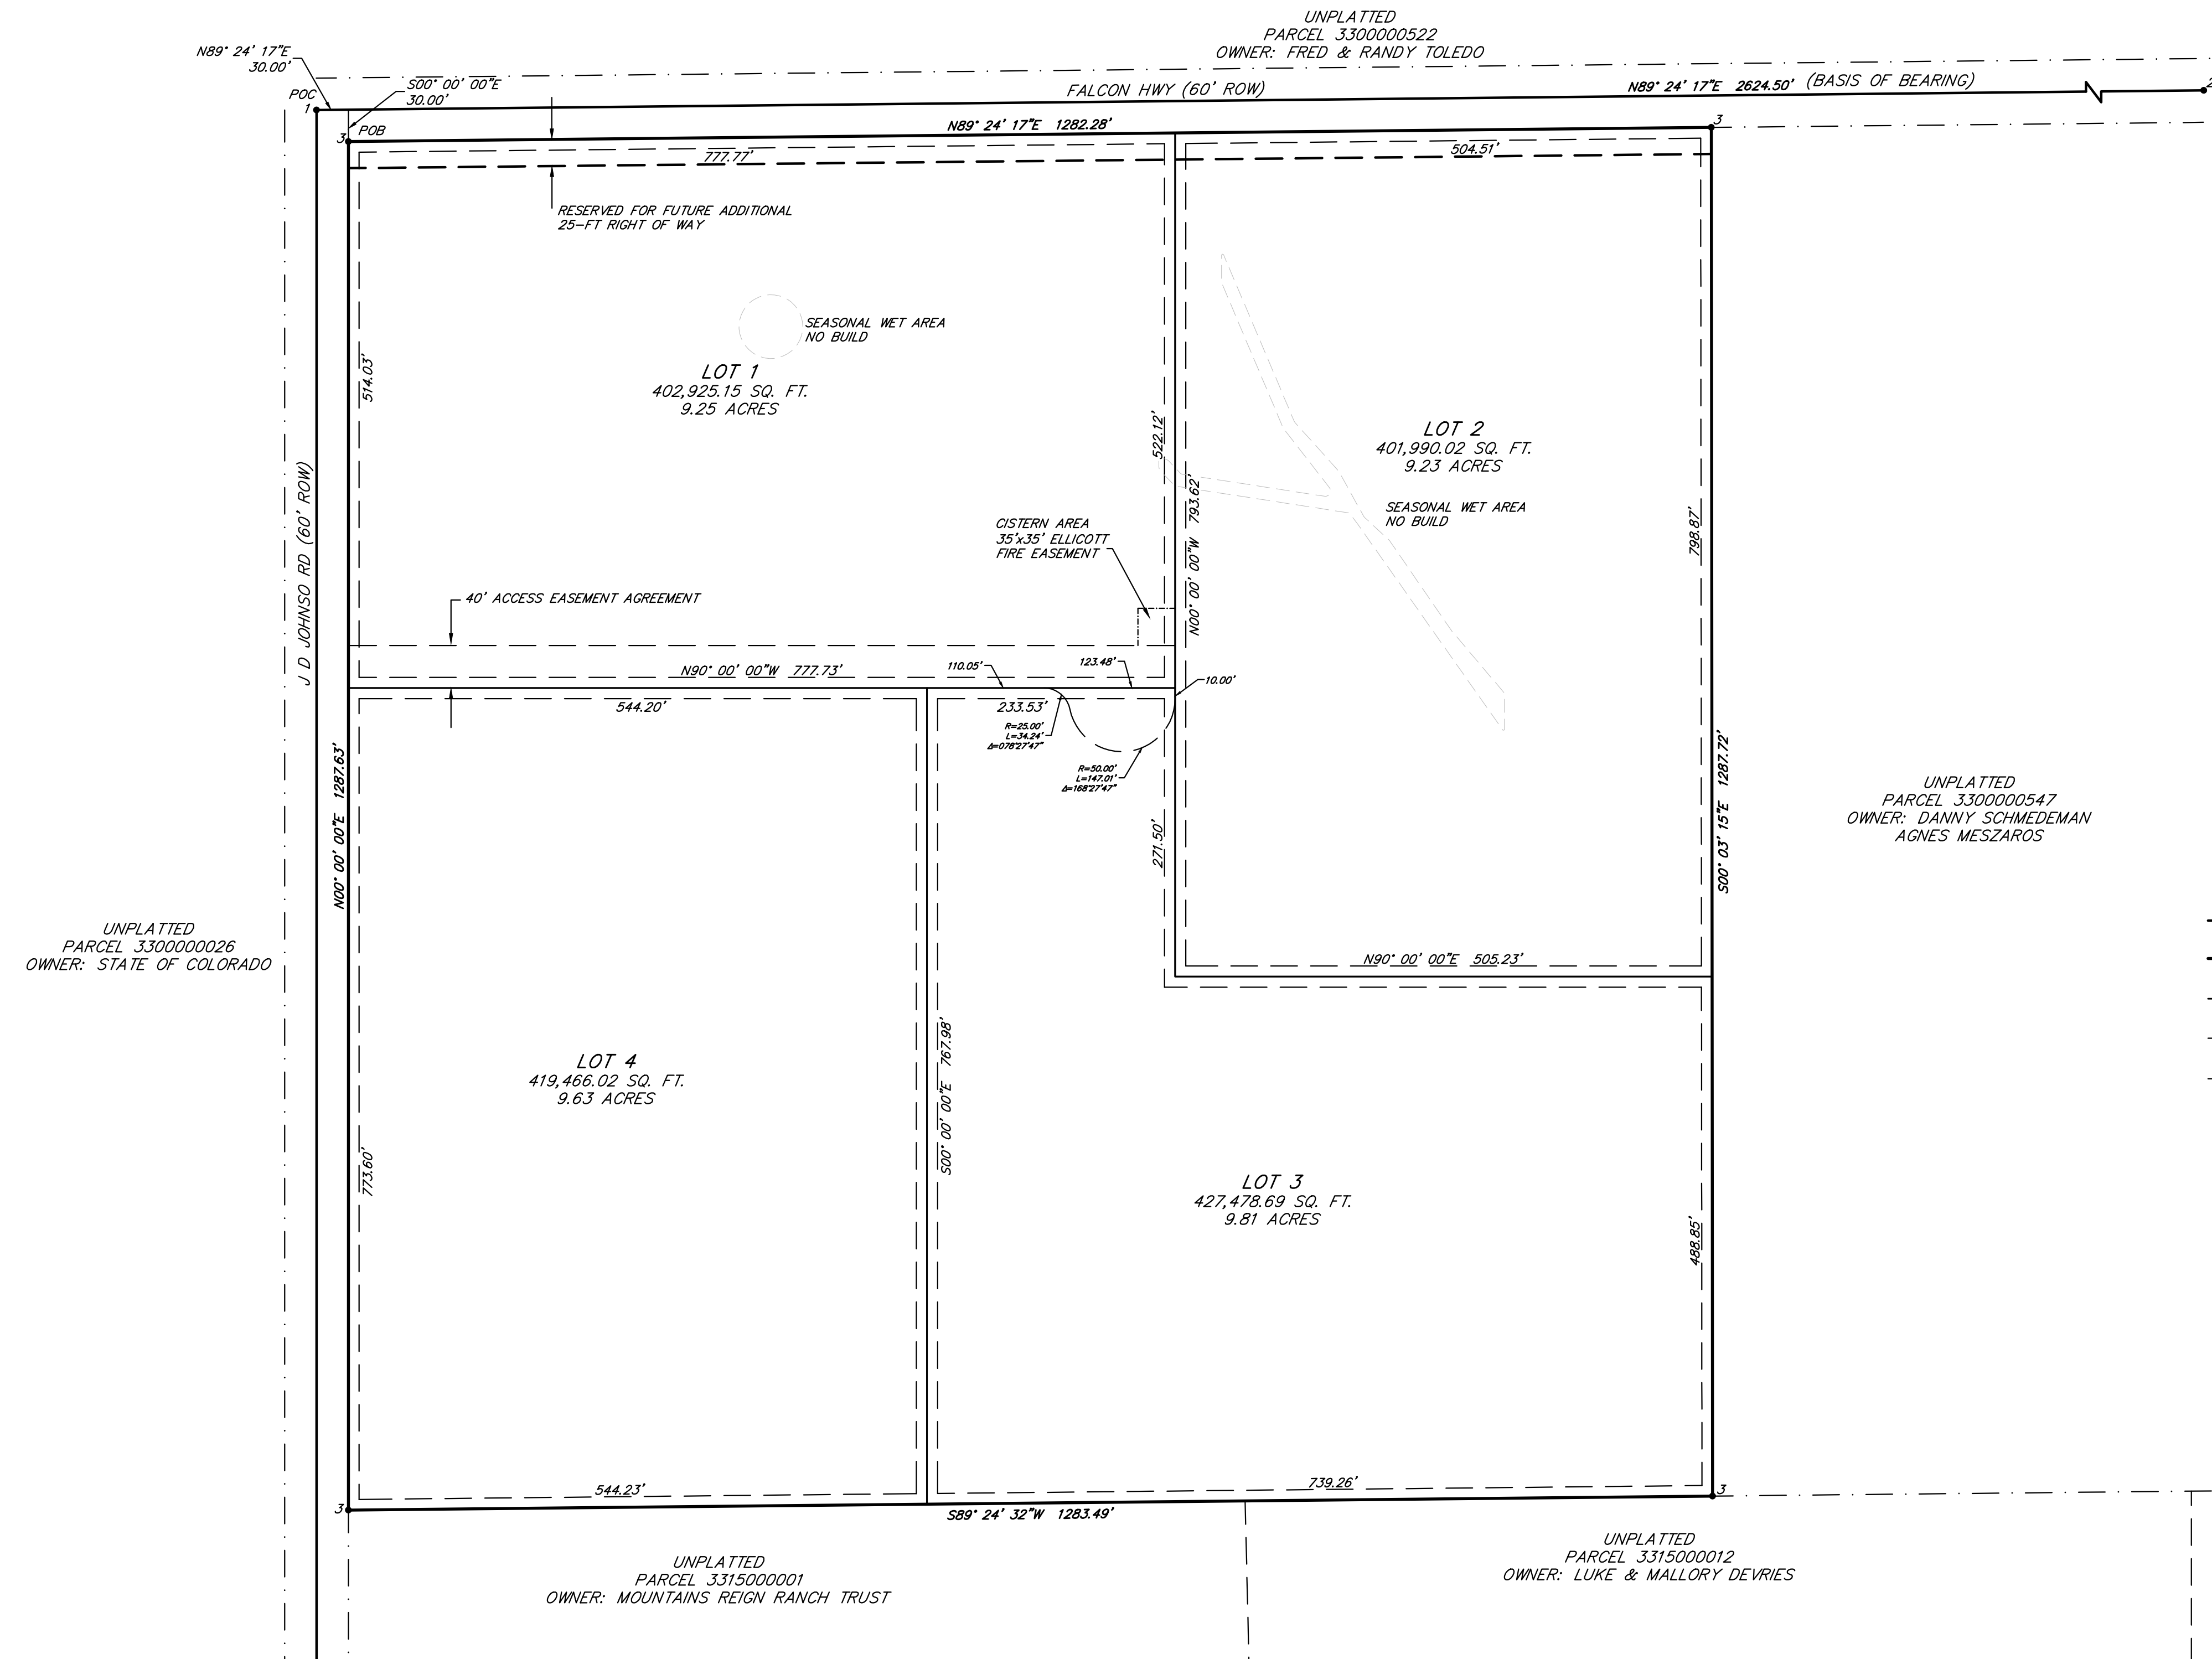 UNPLATTED
PARCEL 3300000522
OWNER: FRED & RANDY TOLEDO
N89° 24' 17"E
30.00'
S00° 00' 00"E
30.00'
POC
1
FALCON HWY (60' ROW)
N89° 24' 17"E 2624.50' (BASIS OF BEARING)
2
3
POB
N89° 24' 17"E 1282.28'
3
777.77'
504.51'
RESERVED FOR FUTURE ADDITIONAL
25-FT RIGHT OF WAY
SEASONAL WET AREA
NO BUILD
LOT 1
402,925.15 SQ. FT.
9.25 ACRES
514.03'
522.12'
LOT 2
401,990.02 SQ. FT.
9.23 ACRES
SEASONAL WET AREA
NO BUILD
N00° 00' 00"W 793.62'
798.87'
CISTERN AREA
35'x35' ELLICOTT
FIRE EASEMENT
J D JOHNSO RD (60' ROW)
40' ACCESS EASEMENT AGREEMENT
N90° 00' 00"W 777.73'
110.05'
123.48'
10.00'
544.20'
233.53'
R=25.00'
L=34.24'
Δ=078°27'47"
R=50.00'
L=147.01'
Δ=168°27'47"
N00° 00' 00"E 1287.63'
271.50'
S00° 03' 15"E 1287.72'
UNPLATTED
PARCEL 3300000547
OWNER: DANNY SCHMEDEMAN
AGNES MESZAROS
UNPLATTED
PARCEL 3300000026
OWNER: STATE OF COLORADO
N90° 00' 00"E 505.23'
LOT 4
419,466.02 SQ. FT.
9.63 ACRES
S00° 00' 00"E 767.98'
773.60'
LOT 3
427,478.69 SQ. FT.
9.81 ACRES
488.85'
544.23'
739.26'
3
S89° 24' 32"W 1283.49'
3
UNPLATTED
PARCEL 3315000001
OWNER: MOUNTAINS REIGN RANCH TRUST
UNPLATTED
PARCEL 3315000012
OWNER: LUKE & MALLORY DEVRIES